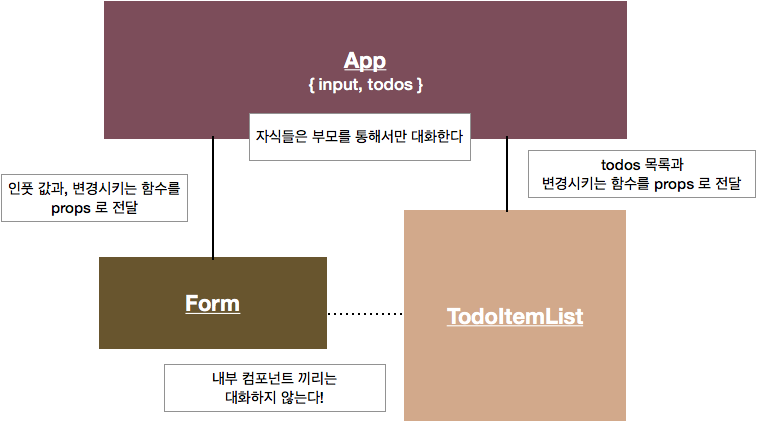 App
{ input, todos }
자식들은 부모를 통해서만 대화한다
인풋 값과, 변경시키는 함수를
props 로 전달
todos 목록과
변경시키는 함수를 props 로 전달
Form
TodoItemList
내부 컴포넌트 끼리는
대화하지 않는다!